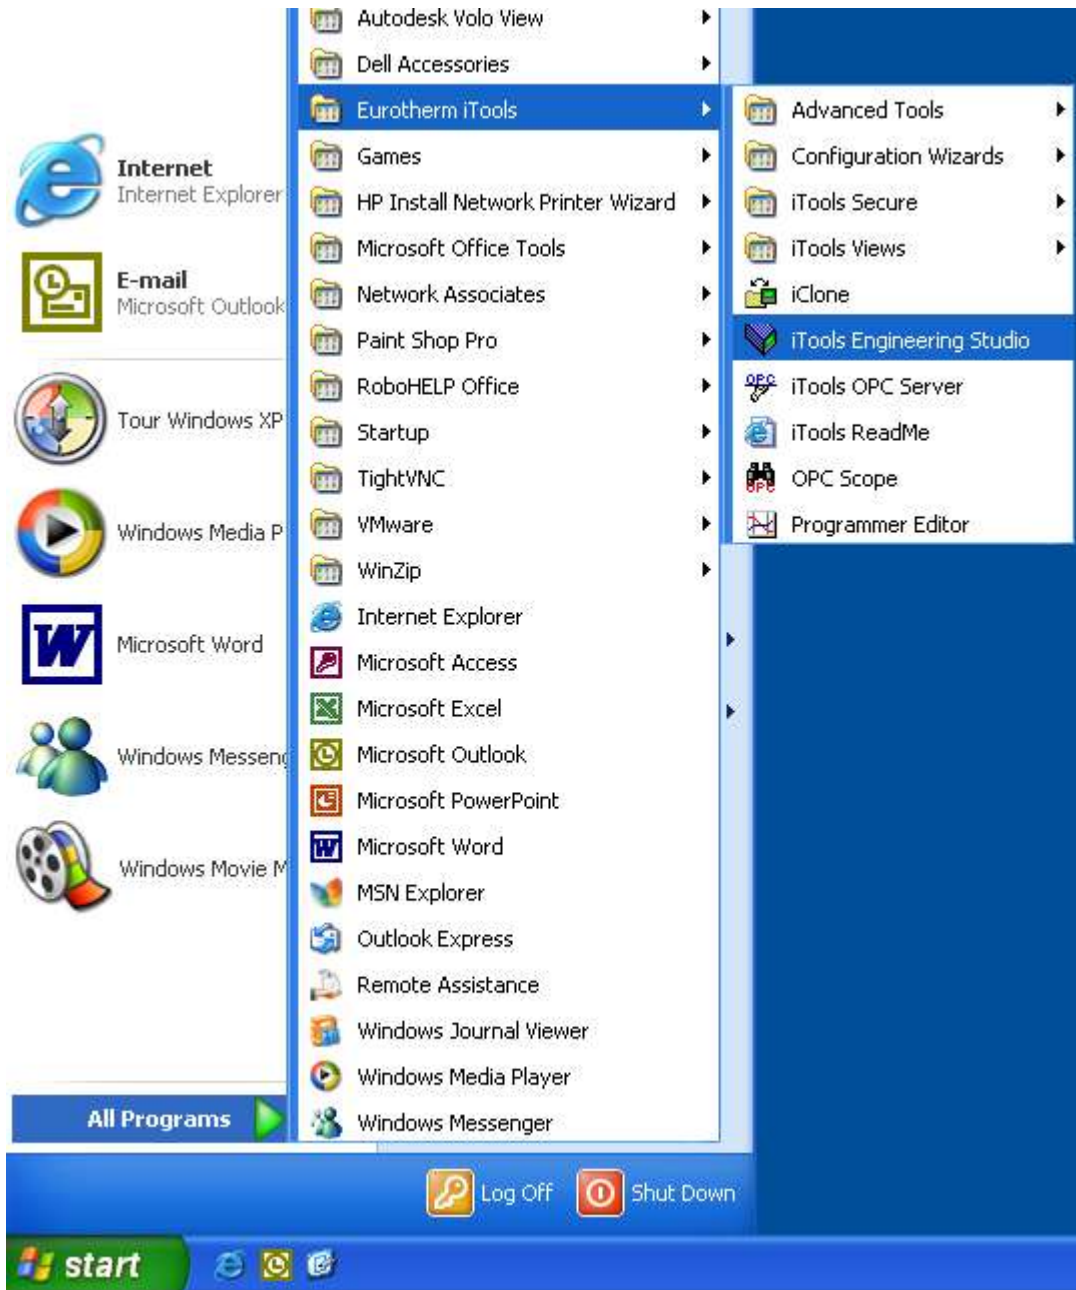 Internet
Internet Explorer
E-mail
Microsoft Outlook
Tour Windows XP
Windows Media P
Microsoft Word
Windows Messeng
Windows Movie M
All Programs
Autodesk Volo View
Dell Accessories
Eurotherm iTools
Games
HP Install Network Printer Wizard
Microsoft Office Tools
Network Associates
Paint Shop Pro
RoboHELP Office
Startup
TightVNC
VMware
WinZip
Internet Explorer
Microsoft Access
Microsoft Excel
Microsoft Outlook
Microsoft PowerPoint
Microsoft Word
MSN Explorer
Outlook Express
Remote Assistance
Windows Journal Viewer
Windows Media Player
Windows Messenger
Advanced Tools
Configuration Wizards
iTools Secure
iTools Views
iClone
iTools Engineering Studio
OPC
iTools OPC Server
iTools ReadMe
OPC
OPC Scope
Programmer Editor
Log Off
Shut Down
start